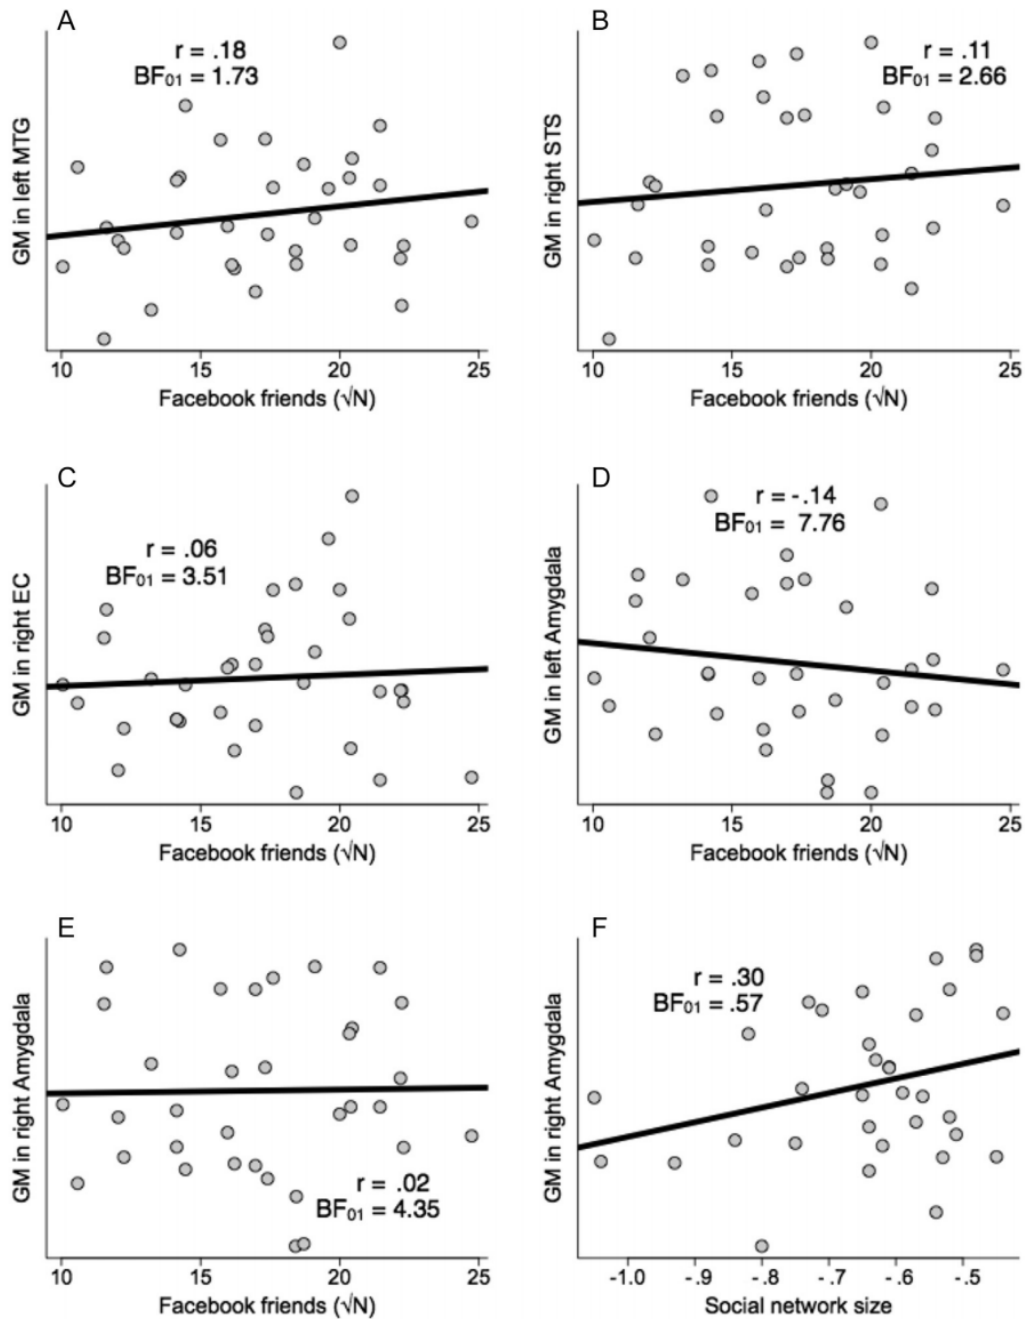 A
r = .18
BF₀₁ = 1.73
GM in left MTG
10 15 20 25
Facebook friends (√N)
B
r = .11
BF₀₁ = 2.66
GM in right STS
10 15 20 25
Facebook friends (√N)
C
r = .06
BF₀₁ = 3.51
GM in right EC
10 15 20 25
Facebook friends (√N)
D
r = -.14
BF₀₁ = 7.76
GM in left Amygdala
10 15 20 25
Facebook friends (√N)
E
r = .02
BF₀₁ = 4.35
GM in right Amygdala
10 15 20 25
Facebook friends (√N)
F
r = .30
BF₀₁ = .57
GM in right Amygdala
-1.0 -.9 -.8 -.7 -.6 -.5
Social network size